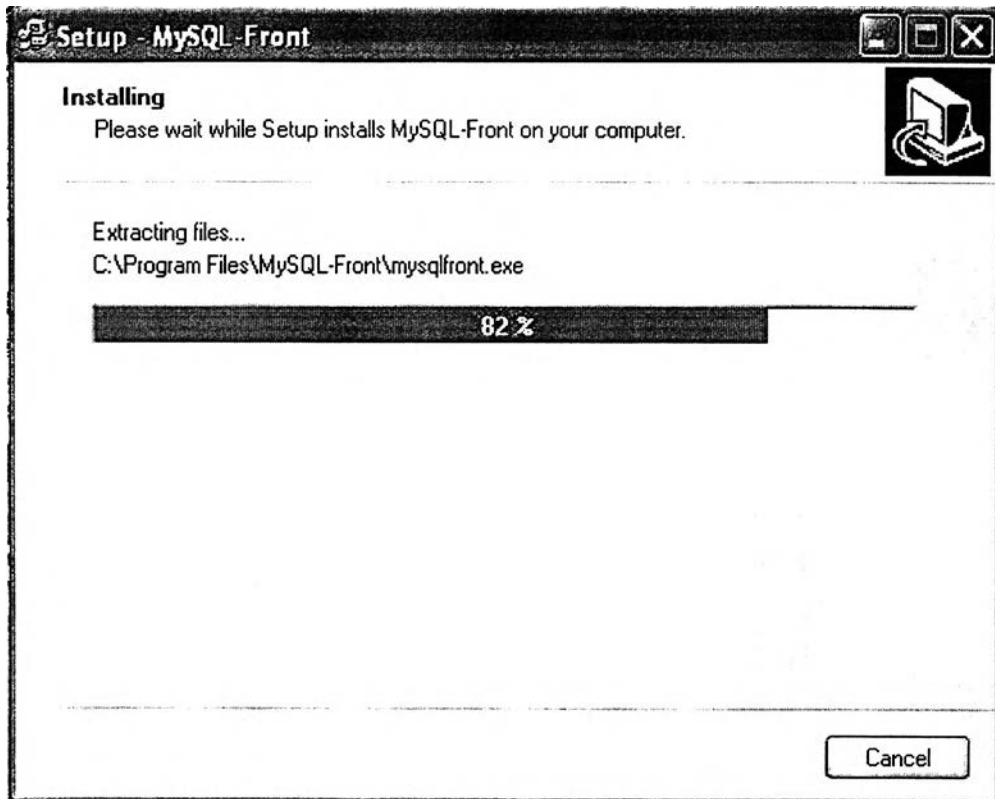 Setup - MySQL-Front
Installing
Please wait while Setup installs MySQL-Front on your computer.
Extracting files...
C:\Program Files\MySQL-Front\mysqlfront.exe
82 %
Cancel